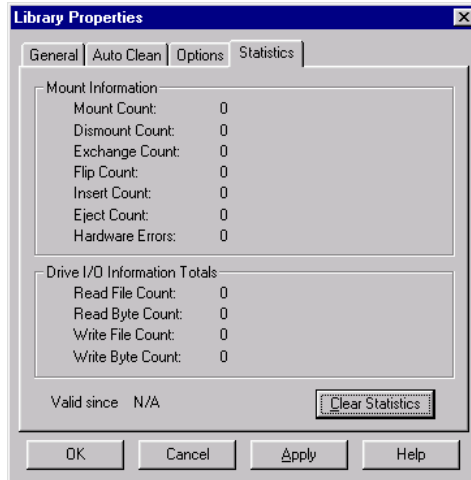 Library Properties
General Auto Clean Options Statistics
Mount Information
Mount Count: 0
Dismount Count: 0
Exchange Count: 0
Flip Count: 0
Insert Count: 0
Eject Count: 0
Hardware Errors: 0
Drive I/O Information Totals
Read File Count: 0
Read Byte Count: 0
Write File Count: 0
Write Byte Count: 0
Valid since N/A Clear Statistics
OK Cancel Apply Help